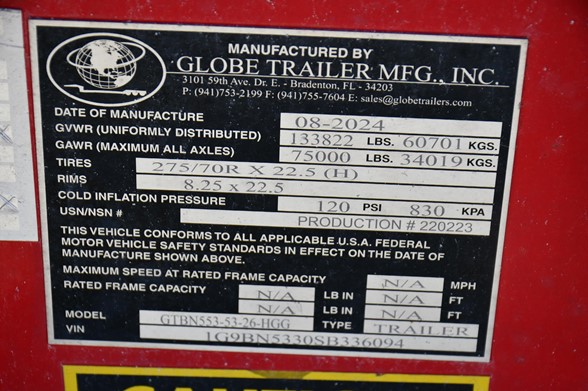 MANUFACTURED BY
GLOBE TRAILER MFG., INC.
3101 59th Ave. Dr. E. - Bradenton, FL - 34203
P: (941)753-2199 F: (941)755-7604 E: sales@globetrailers.com
DATE OF MANUFACTURE 08-2024
GVWR (UNIFORMLY DISTRIBUTED) 133822 LBS. 60701 KGS.
GAWR (MAXIMUM ALL AXLES) 75000 LBS. 34019 KGS.
TIRES 275/70R X 22.5 (H)
RIMS 8.25 x 22.5
COLD INFLATION PRESSURE 120 PSI 830 KPA
USN/NSN # PRODUCTION # 220223
THIS VEHICLE CONFORMS TO ALL APPLICABLE U.S.A. FEDERAL
MOTOR VEHICLE SAFETY STANDARDS IN EFFECT ON THE DATE OF
MANUFACTURE SHOWN ABOVE.
MAXIMUM SPEED AT RATED FRAME CAPACITY N/A MPH
RATED FRAME CAPACITY N/A LB IN N/A FT
N/A LB IN N/A FT
MODEL GTBN553-53-26-HGG TYPE TRAILER
VIN 1G9BN5330SB336094